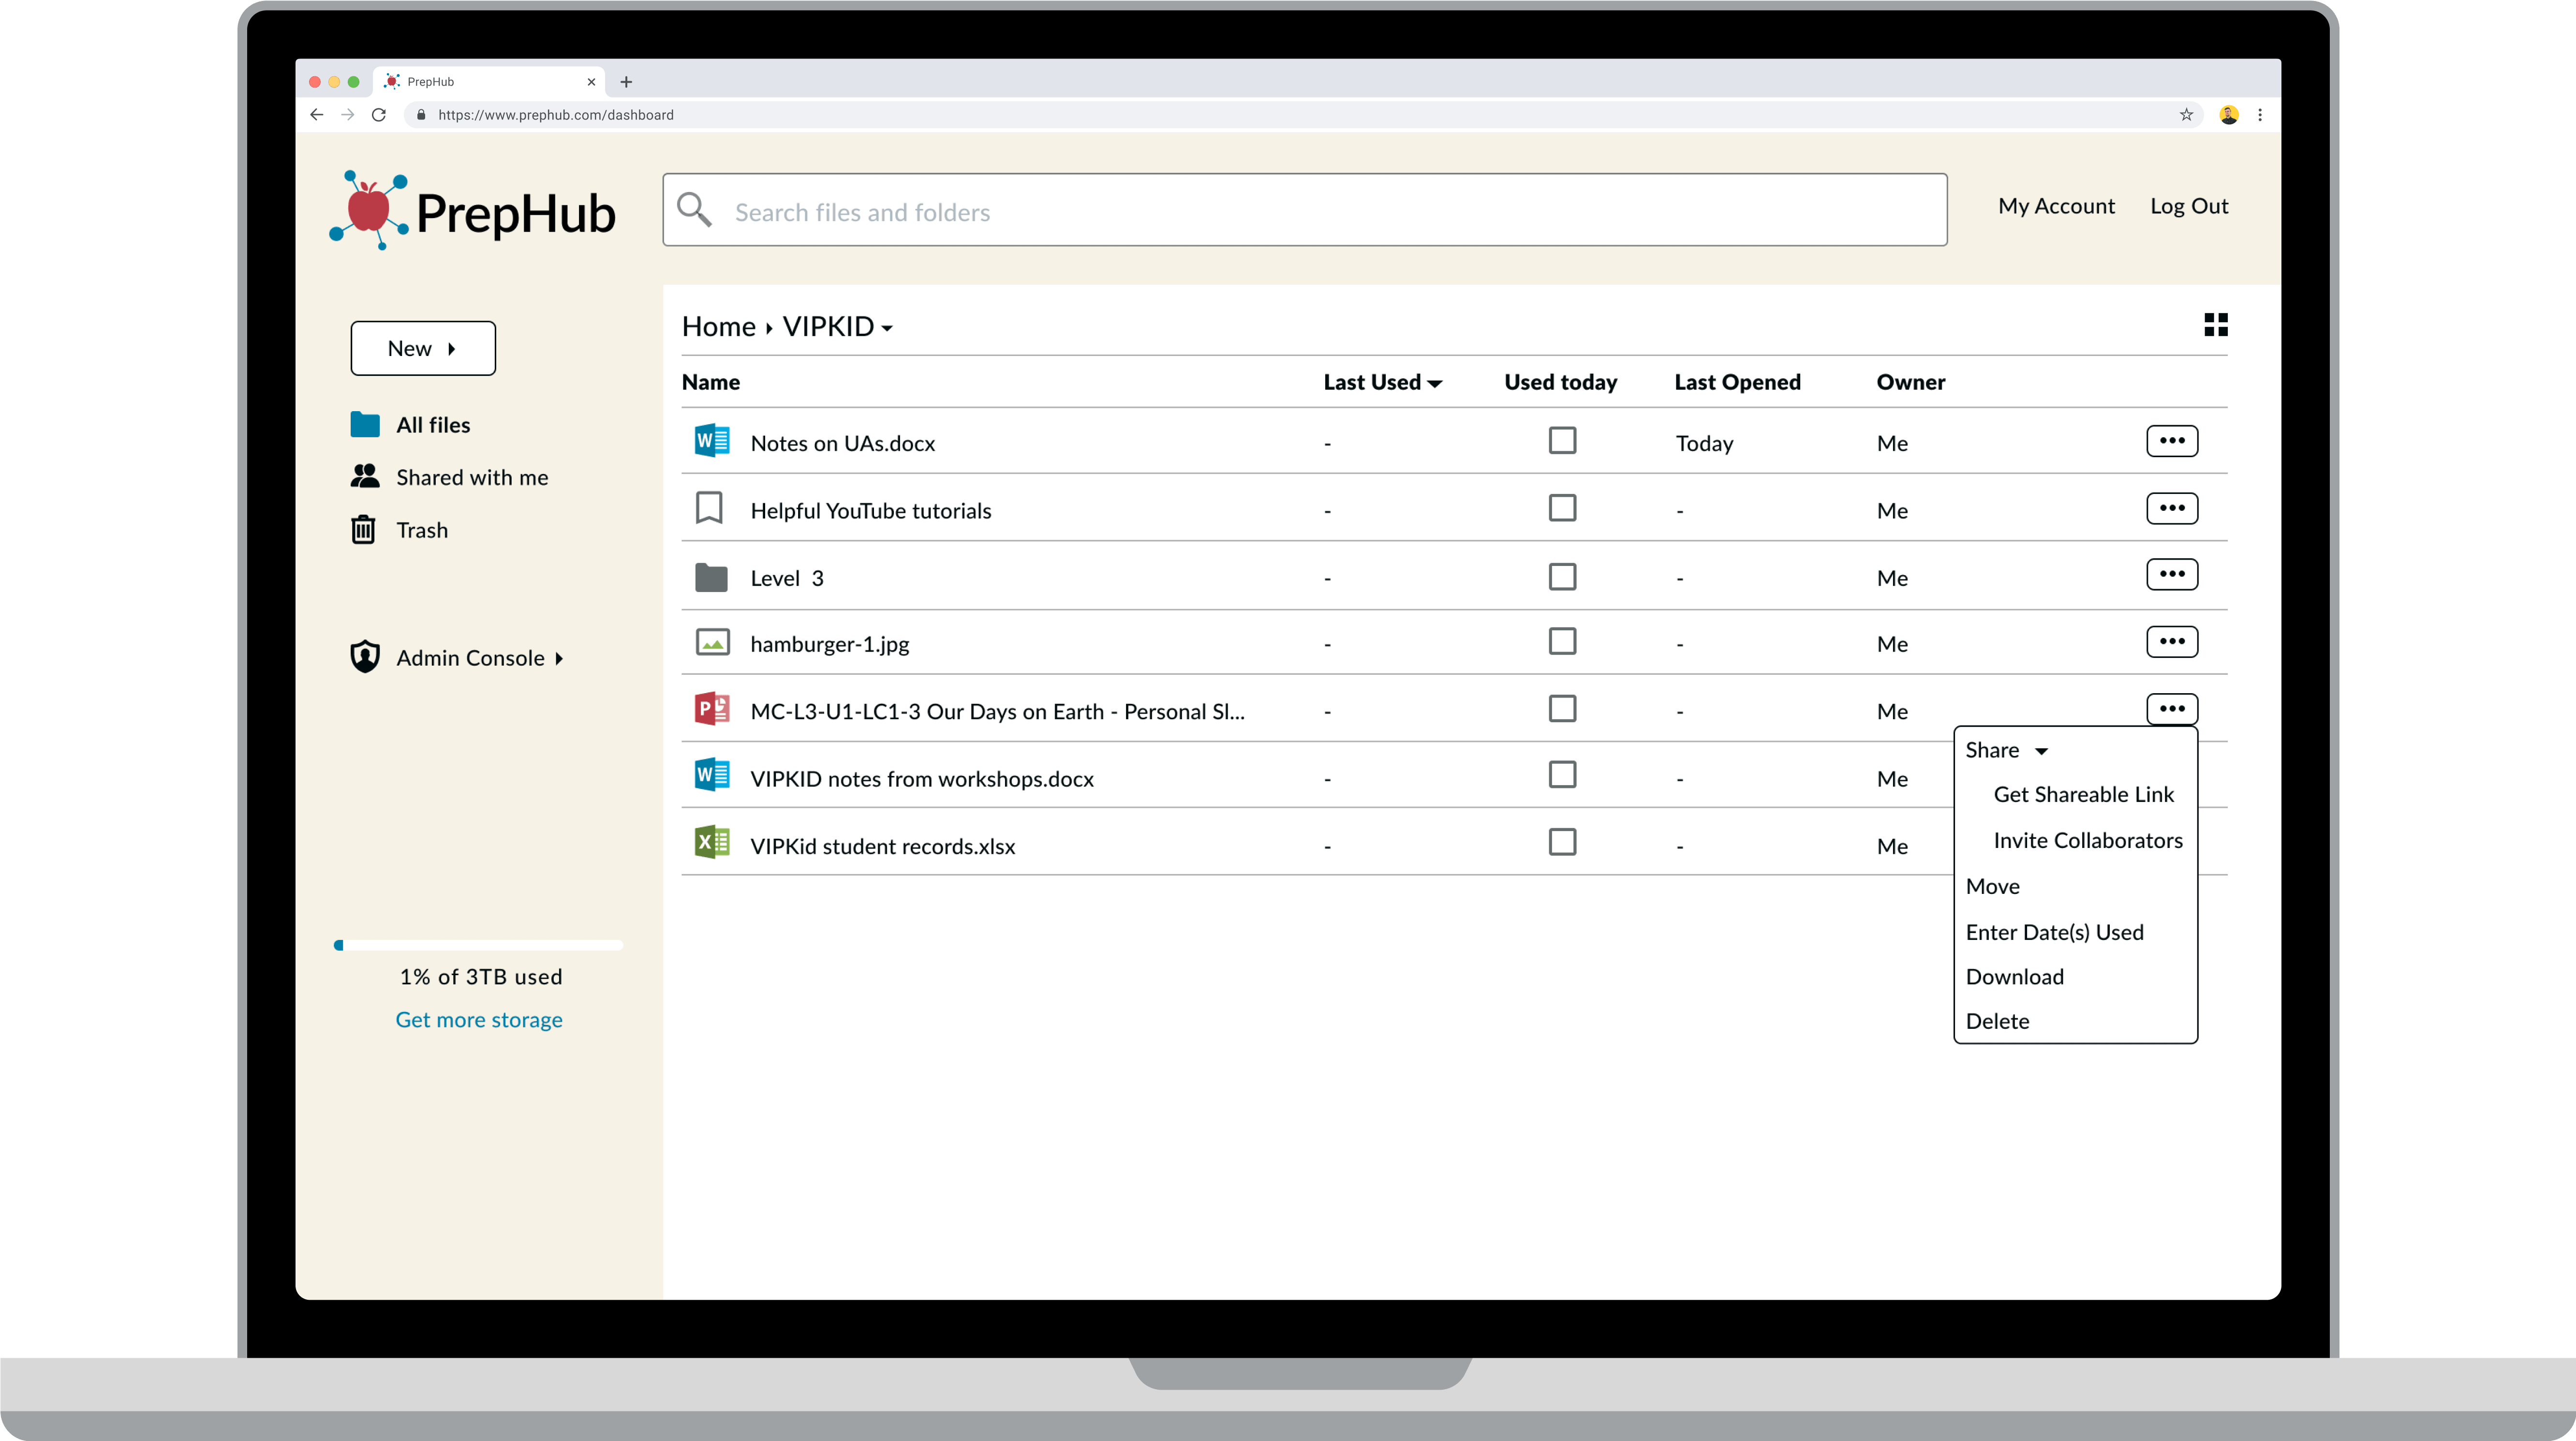 PrepHub
https://www.prephub.com/dashboard
PrepHub
Search files and folders
My Account
Log Out
New
All files
Shared with me
Trash
Admin Console
1% of 3TB used
Get more storage
Home VIPKID
Name Last Used Used today Last Opened Owner
Notes on UAs.docx - Today Me
Helpful YouTube tutorials - - Me
Level 3 - - Me
hamburger-1.jpg - - Me
MC-L3-U1-LC1-3 Our Days on Earth - Personal Sl... - - Me
VIPKID notes from workshops.docx - - Me
VIPKid student records.xlsx - - Me
Share
Get Shareable Link
Invite Collaborators
Move
Enter Date(s) Used
Download
Delete